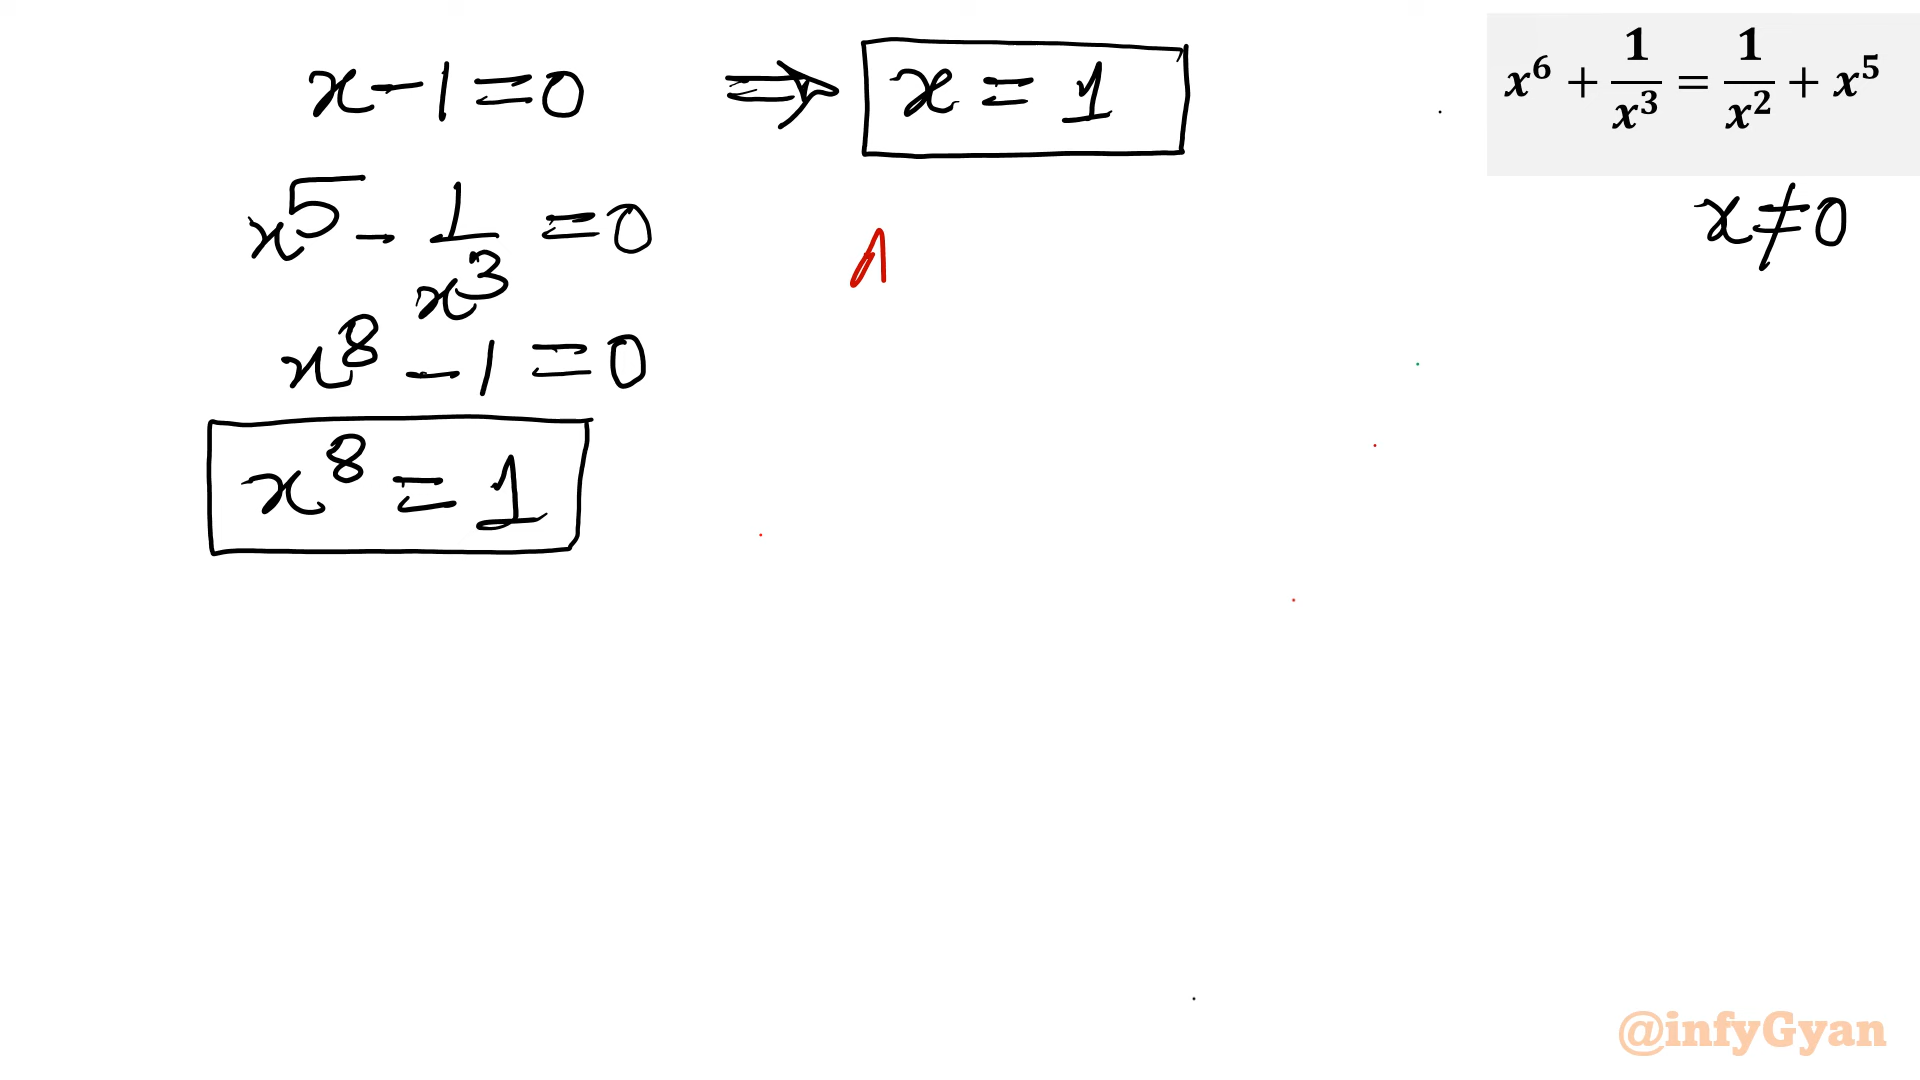 x − 1 = 0 ⇒ x = 1
x⁶ + 1/x³ = 1/x² + x⁵
x ≠ 0
x⁵ − 1/x³ = 0
x⁸ − 1 = 0
x⁸ = 1
@infyGyan